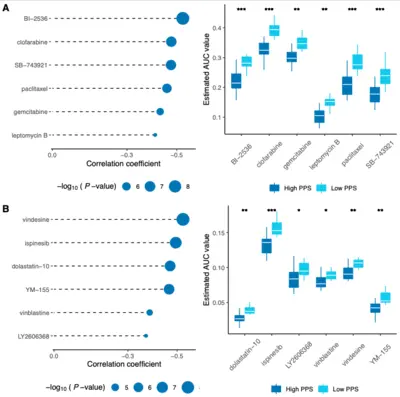 A
BI-2536
clofarabine
SB-743921
paclitaxel
gemcitabine
leptomycin B
0.0
-0.3
-0.5
Correlation coefficient
-log10 ( P -value)
6
7
8
Estimated AUC value
0.4
0.3
0.2
0.1
*** *** ** ** *** ***
BI-2536
clofarabine
gemcitabine
leptomycin B
paclitaxel
SB-743921
High PPS
Low PPS
B
vindesine
ispinesib
dolastatin-10
YM-155
vinblastine
LY2606368
0.0
-0.3
-0.5
Correlation coefficient
-log10 ( P-value)
5
6
7
Estimated AUC value
0.15
0.10
0.05
** *** * * ** **
dolastatin-10
ispinesib
LY2606368
vinblastine
vindesine
YM-155
High PPS
Low PPS